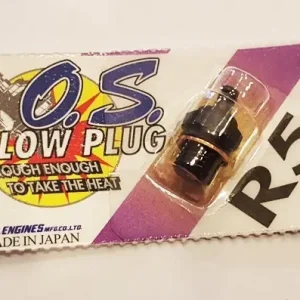 O.S.
LOW PLUG
OUGH ENOUGH
TO TAKE THE HEAT
R5
ENGINES MFG.CO.LTD.
ADE IN JAPAN